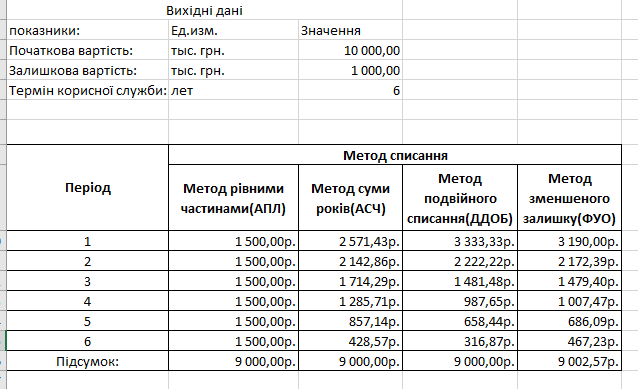 Вихідні дані
показники: Ед.изм. Значення
Початкова вартість: тыс. грн. 10 000,00
Залишкова вартість: тыс. грн. 1 000,00
Термін корисної служби: лет 6
Період Метод списання
Метод рівними частинами(АПЛ) Метод суми років(АСЧ) Метод подвійного списання(ДДОБ) Метод зменшеного залишку(ФУО)
1 1 500,00р. 2 571,43р. 3 333,33р. 3 190,00р.
2 1 500,00р. 2 142,86р. 2 222,22р. 2 172,39р.
3 1 500,00р. 1 714,29р. 1 481,48р. 1 479,40р.
4 1 500,00р. 1 285,71р. 987,65р. 1 007,47р.
5 1 500,00р. 857,14р. 658,44р. 686,09р.
6 1 500,00р. 428,57р. 316,87р. 467,23р.
Підсумок: 9 000,00р. 9 000,00р. 9 000,00р. 9 002,57р.